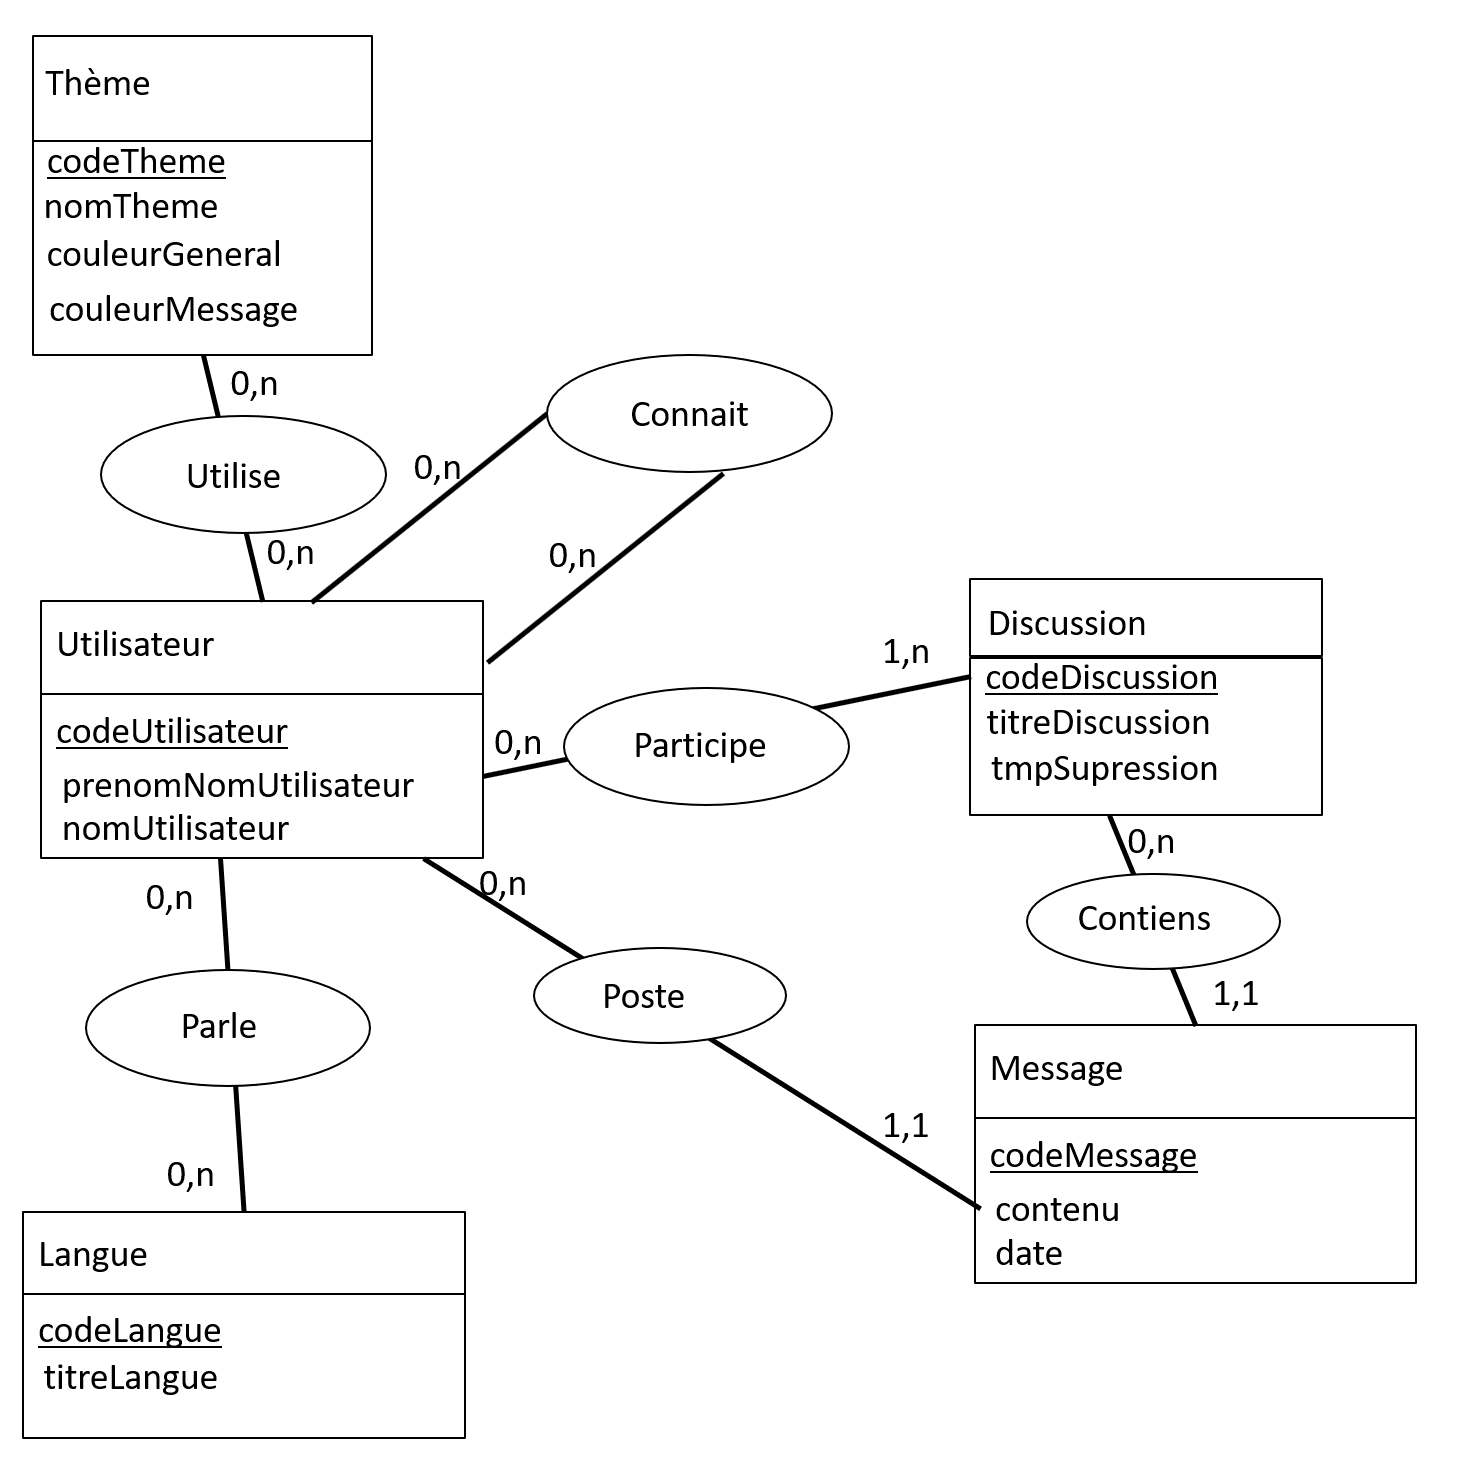 Thème
codeTheme
nomTheme
couleurGeneral
couleurMessage
0,n
Utilise
0,n
Connait
0,n
0,n
Utilisateur
codeUtilisateur
prenomNomUtilisateur
nomUtilisateur
0,n
Participe
1,n
Discussion
codeDiscussion
titreDiscussion
tmpSupression
0,n
Contiens
1,1
0,n
Poste
1,1
Message
codeMessage
contenu
date
0,n
Parle
0,n
Langue
codeLangue
titreLangue